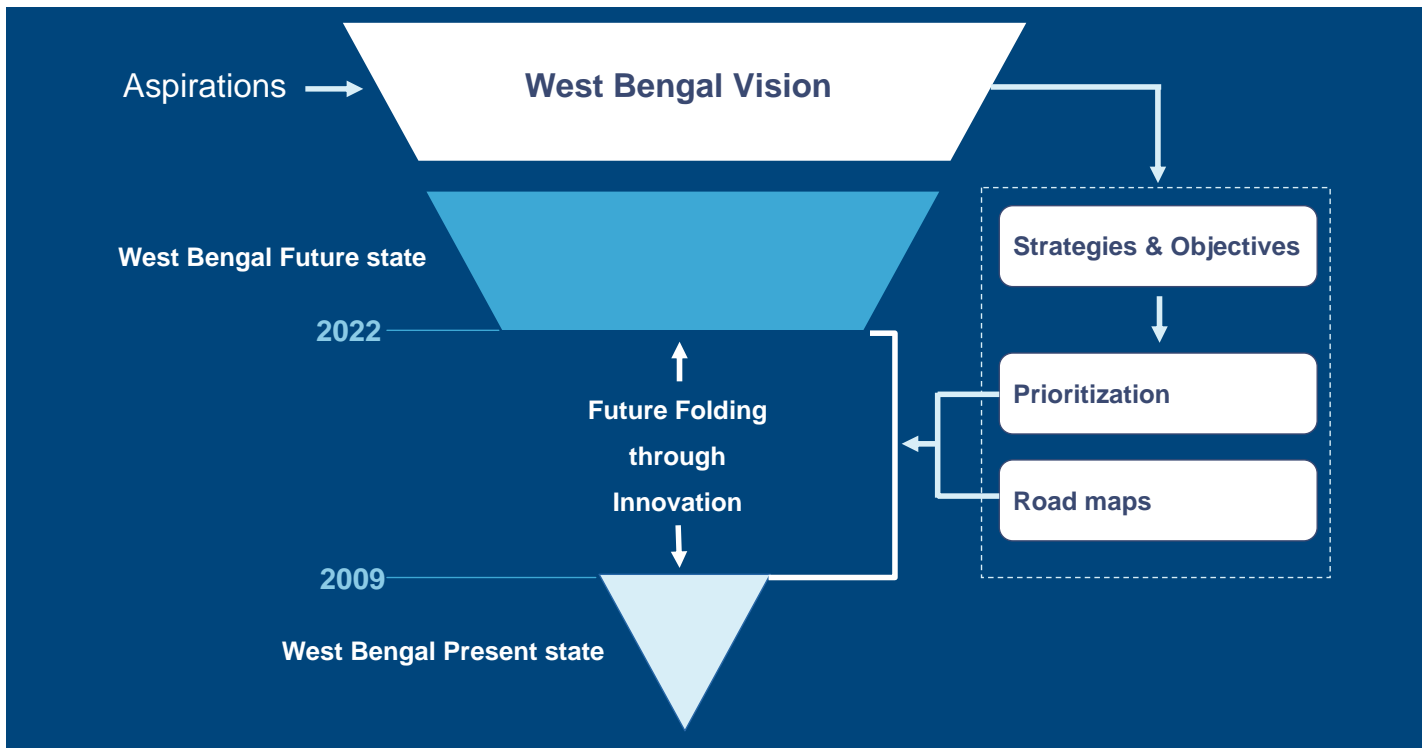 Aspirations
West Bengal Vision
Strategies & Objectives
West Bengal Future state
2022
Prioritization
Future Folding
through
Innovation
Road maps
2009
West Bengal Present state